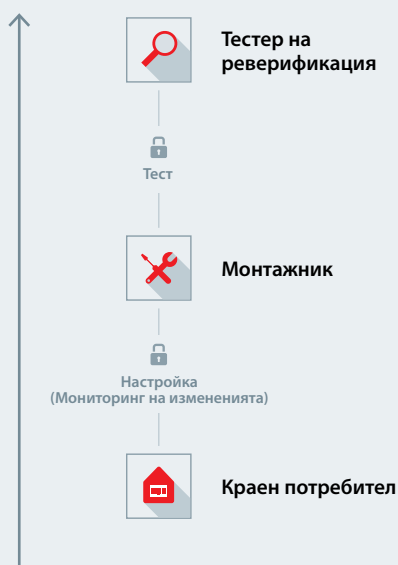 Тестер на
реверификация
Тест
Монтажник
Настройка
(Мониторинг на измененията)
Краен потребител